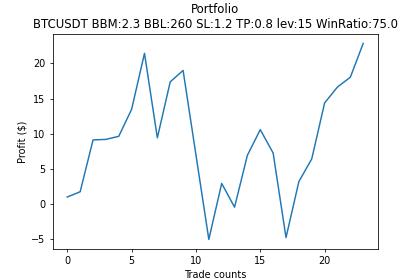 Portfolio
BTCUSDT BBM:2.3 BBL:260 SL:1.2 TP:0.8 lev:15 WinRatio:75.0
Profit ($)
20
15
10
5
0
−5
0
5
10
15
20
Trade counts